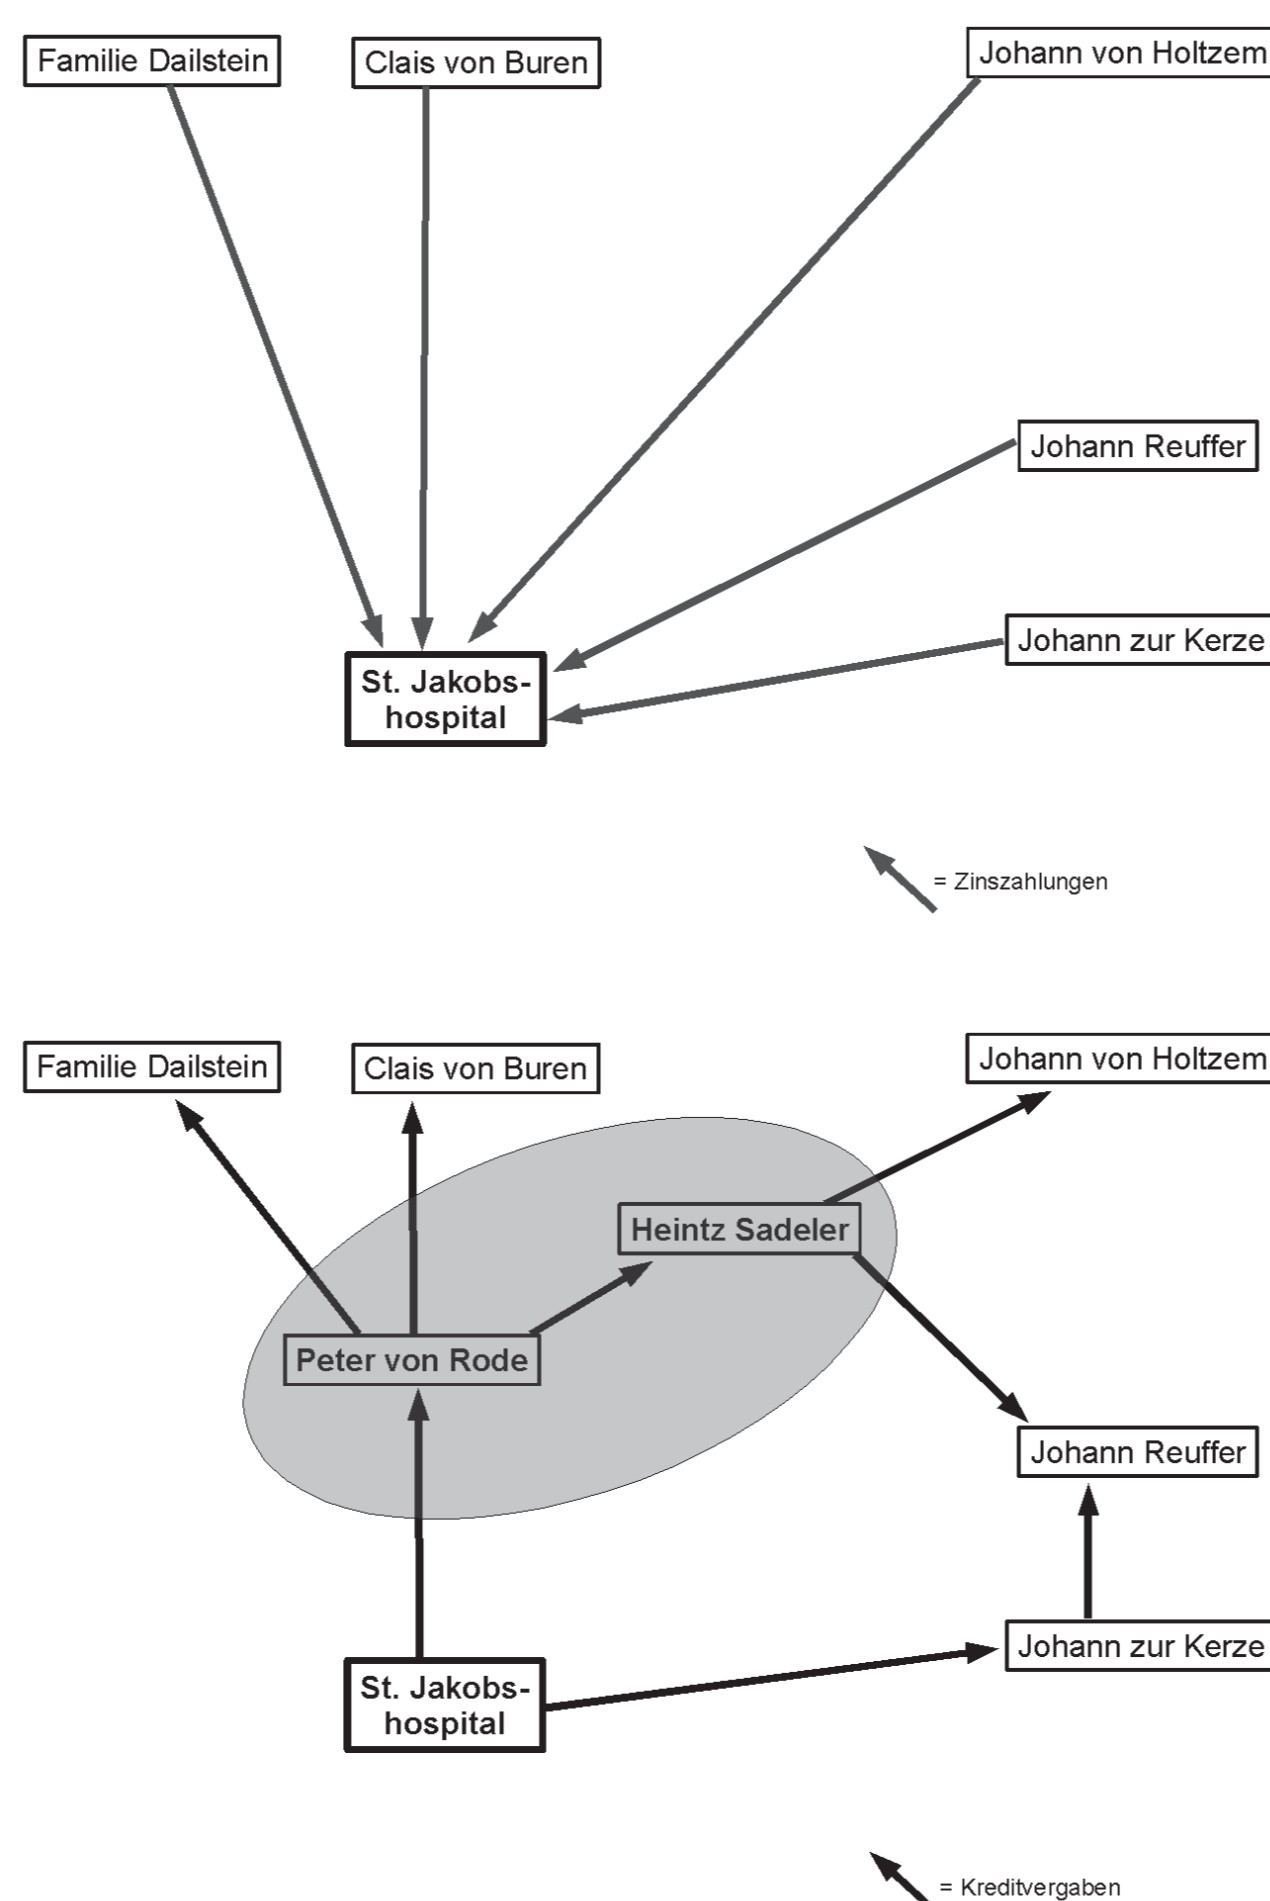 Familie Dailstein
Clais von Buren
Johann von Holtzem
Johann Reuffer
Johann zur Kerze
St. Jakobs-
hospital
= Zinszahlungen
Familie Dailstein
Clais von Buren
Johann von Holtzem
Heintz Sadeler
Peter von Rode
Johann Reuffer
Johann zur Kerze
St. Jakobs-
hospital
= Kreditvergaben